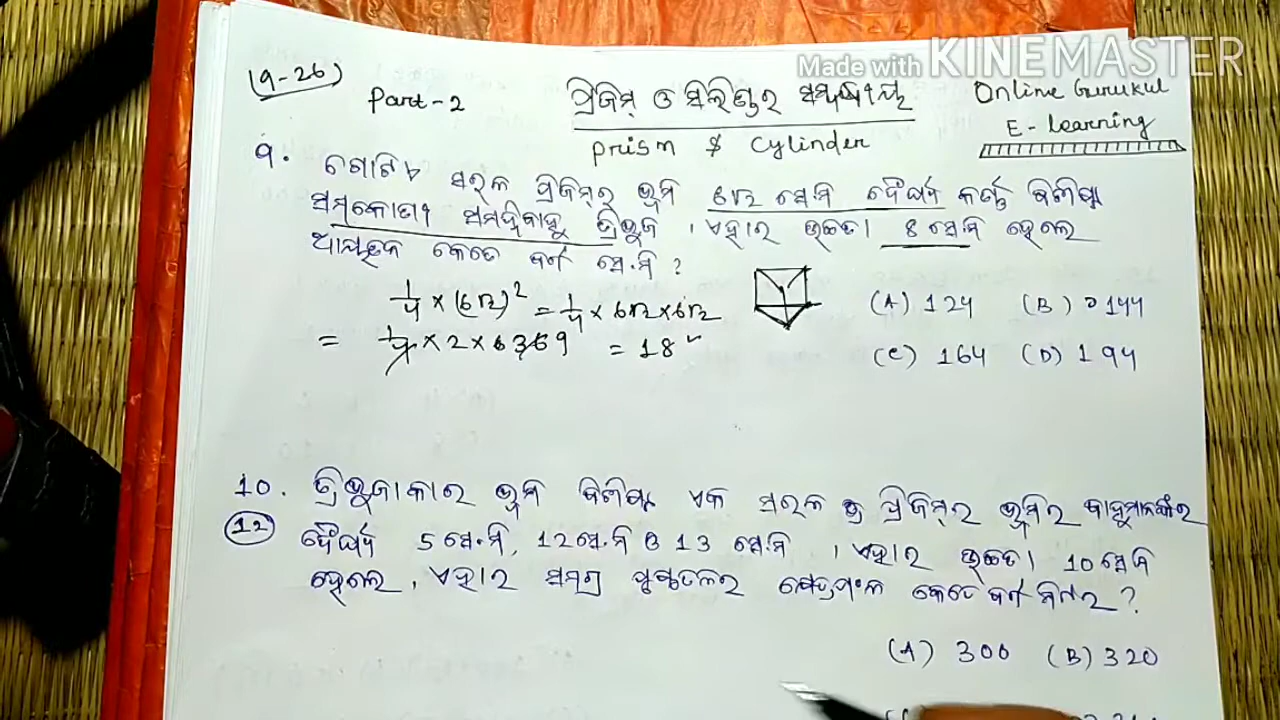 Made with KINEMASTER
(9-26)
Part-2 ପ୍ରିଜିମ୍ ଓ ସିଲିଣ୍ଡର ସମ୍ବନ୍ଧୀୟ Online Gurukul
Prism & Cylinder E-learning
9. ଗୋଟିଏ ସରଳ ପ୍ରିଜିମ୍‌ର ଭୂମି 6√2 ସେ.ମି ଦୈର୍ଘ୍ୟ କର୍ଣ୍ଣ ବିଶିଷ୍ଟ
ସମକୋଣୀ ସମଦ୍ବିବାହୁ ତ୍ରିଭୁଜ । ଏହାର ଉଚ୍ଚତା 8 ସେ.ମି ହେଲେ
ଆୟତନ କେତେ ଘନ ସେ.ମି ?
1/4 × (6√2)² = 1/4 × 6√2 × 6√2
= 1/4 × 2 × 6 36 9 = 18
(A) 124 (B) 144
(C) 164 (D) 194
10. ତ୍ରିଭୁଜାକାର ଭୂମି ବିଶିଷ୍ଟ ଏକ ସରଳ ପ୍ରିଜିମ୍‌ର ଭୂମିର ବାହୁମାନଙ୍କର
(12) ଦୈର୍ଘ୍ୟ 5 ସେ.ମି, 12 ସେ.ମି ଓ 13 ସେ.ମି । ଏହାର ଉଚ୍ଚତା 10 ସେ.ମି
ହେଲେ, ଏହାର ସମଗ୍ର ପୃଷ୍ଠତଳର କ୍ଷେତ୍ରଫଳ କେତେ ବର୍ଗ ମିଟର ?
(A) 300 (B) 320